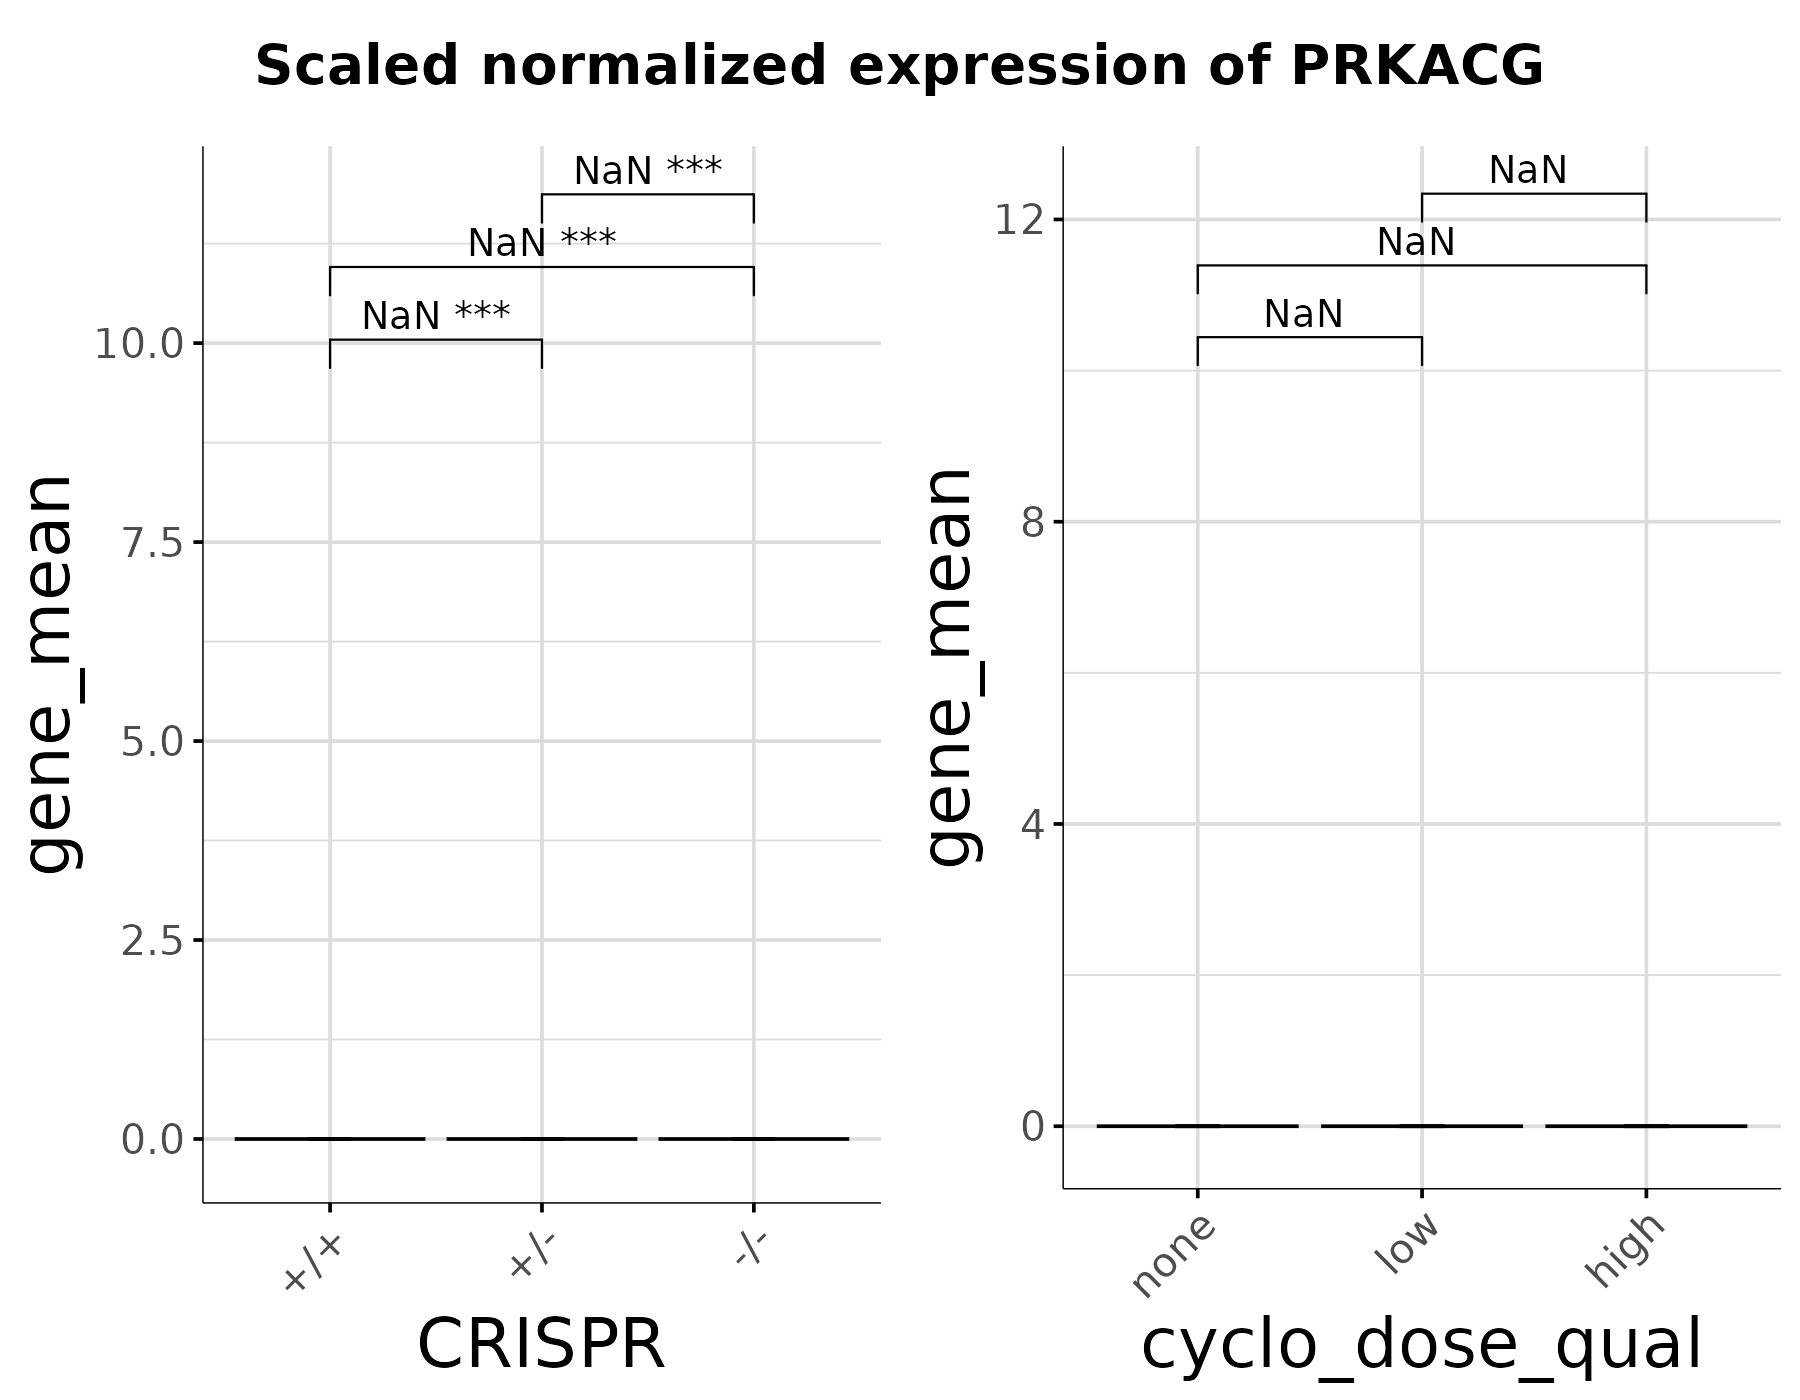 Scaled normalized expression of PRKACG
gene_mean
10.0
7.5
5.0
2.5
0.0
NaN ***
NaN ***
NaN ***
+/+
+/-
-/-
CRISPR
gene_mean
12
8
4
0
NaN
NaN
NaN
none
low
high
cyclo_dose_qual